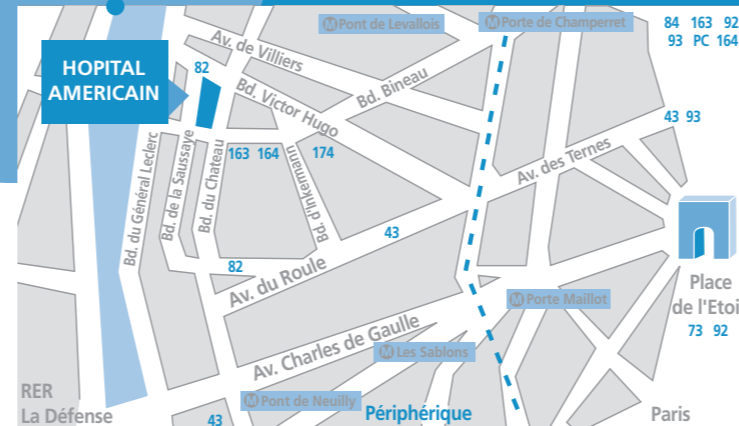 Pont de Levallois
Porte de Champerret
84 163 92
93 PC 164
HOPITAL
AMERICAIN
82
Av. de Villiers
Bd. Victor Hugo
Bd. Bineau
43 93
Bd. du Général Leclerc
Bd. de la Saussaye
Bd. du Chateau
163 164
174
Bd. d'Inkermann
Av. des Ternes
43
82
Av. du Roule
Place
de l'Etoi
73 92
Porte Maillot
Av. Charles de Gaulle
Les Sablons
RER
La Défense
Pont de Neuilly
43
Périphérique
Paris